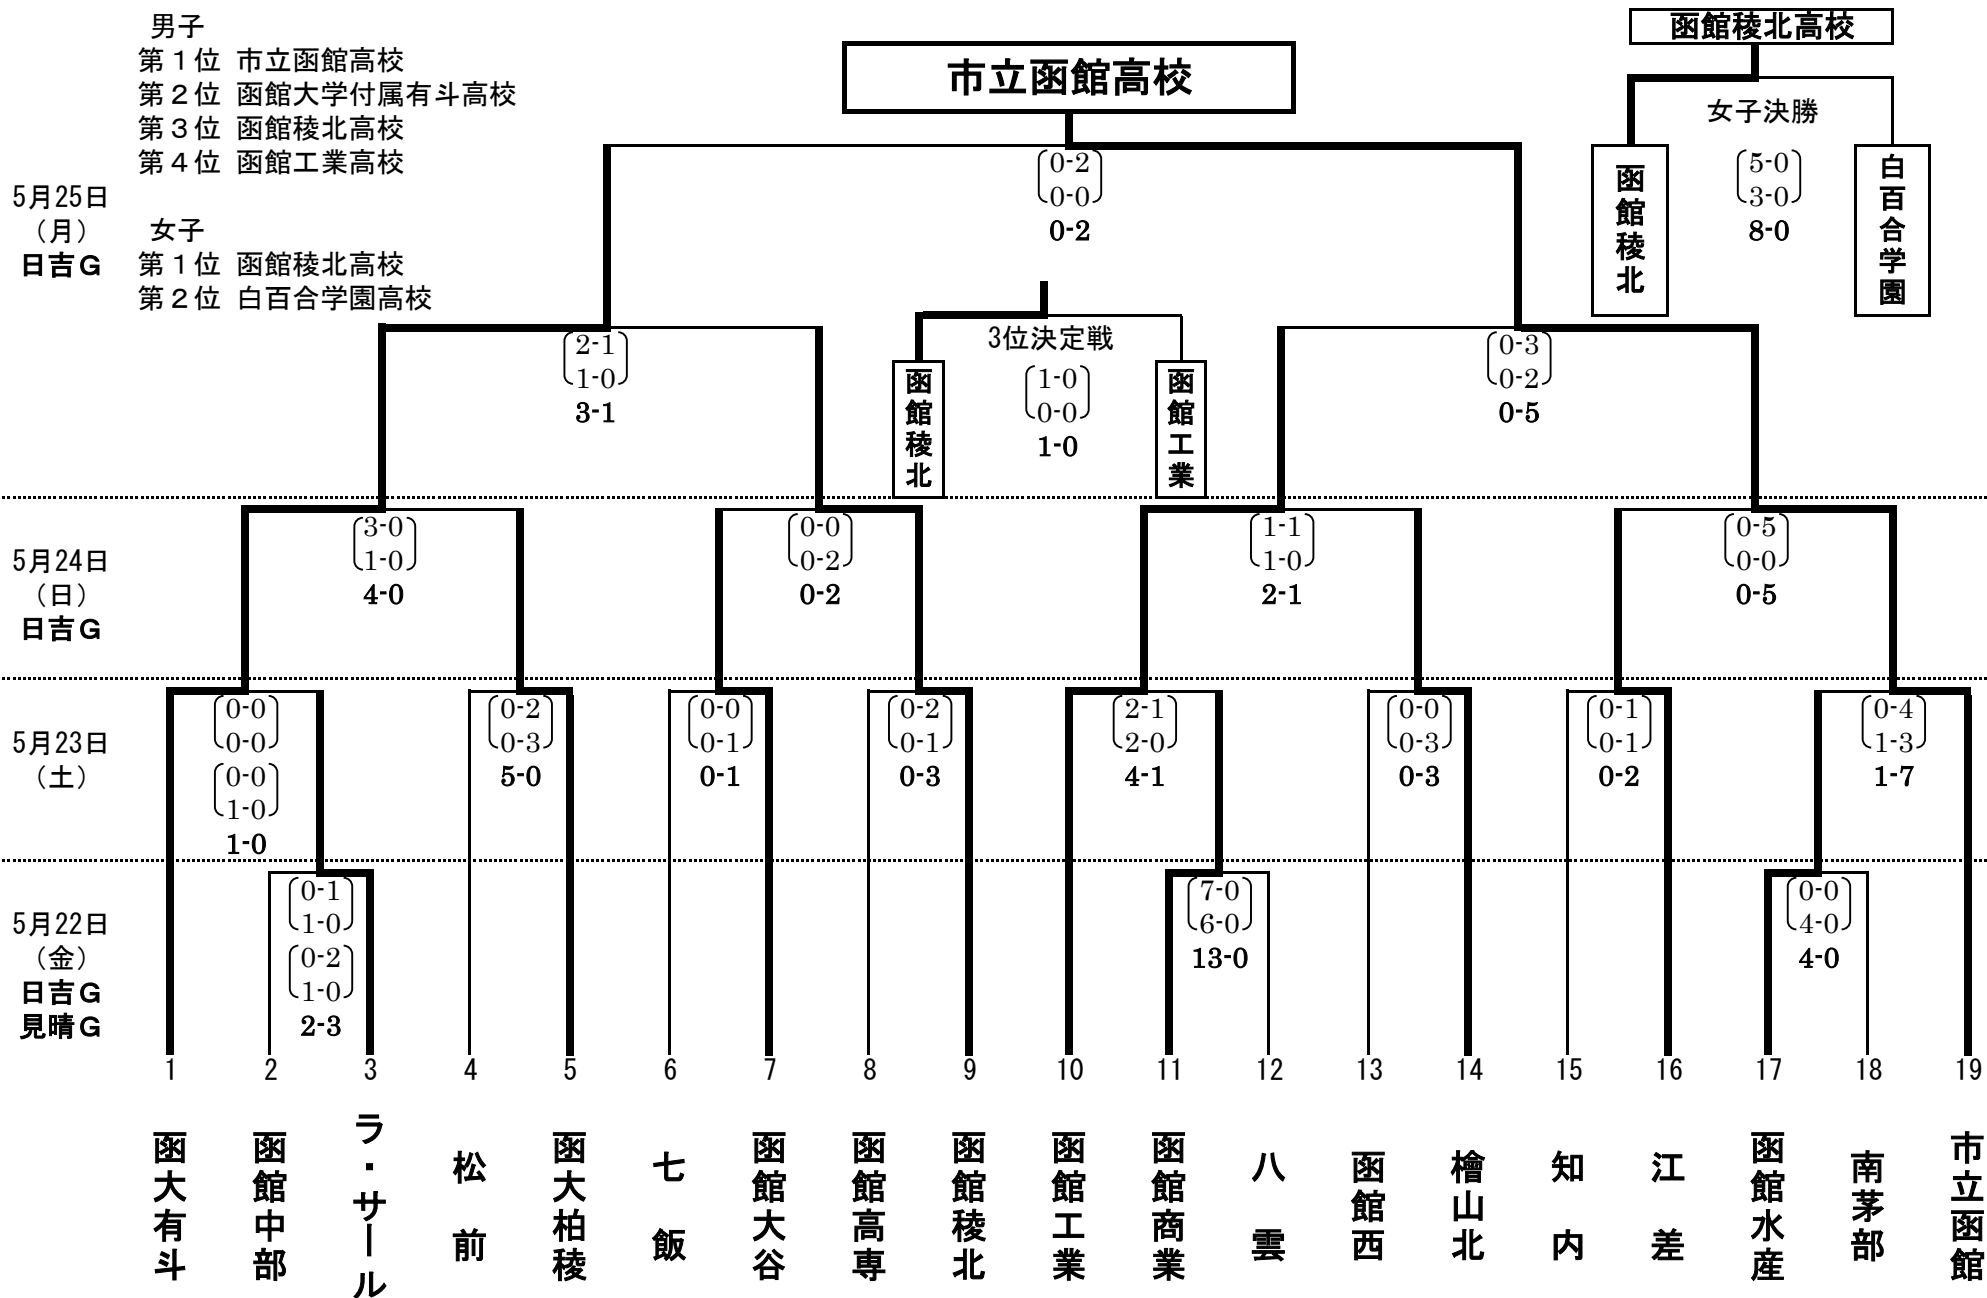 男子
第１位 市立函館高校
第２位 函館大学付属有斗高校
第３位 函館稜北高校
第４位 函館工業高校
女子
第１位 函館稜北高校
第２位 白百合学園高校
市立函館高校
函館稜北高校
女子決勝
函館稜北
5-0
3-0
8-0
白百合学園
5月25日
（月）
日吉Ｇ
0-2
0-0
0-2
2-1
1-0
3-1
3位決定戦
函館稜北
1-0
0-0
1-0
函館工業
0-3
0-2
0-5
5月24日
（日）
日吉Ｇ
3-0
1-0
4-0
0-0
0-2
0-2
1-1
1-0
2-1
0-5
0-0
0-5
5月23日
（土）
0-0
0-0
0-0
1-0
1-0
0-2
0-3
5-0
0-0
0-1
0-1
0-2
0-1
0-3
2-1
2-0
4-1
0-0
0-3
0-3
0-1
0-1
0-2
0-4
1-3
1-7
5月22日
（金）
日吉Ｇ
見晴Ｇ
0-1
1-0
0-2
1-0
2-3
7-0
6-0
13-0
0-0
4-0
4-0
1 2 3 4 5 6 7 8 9 10 11 12 13 14 15 16 17 18 19
函大有斗
函館中部
ラ・サール
松前
函大柏稜
七飯
函館大谷
函館高専
函館稜北
函館工業
函館商業
八雲
函館西
檜山北
知内
江差
函館水産
南茅部
市立函館